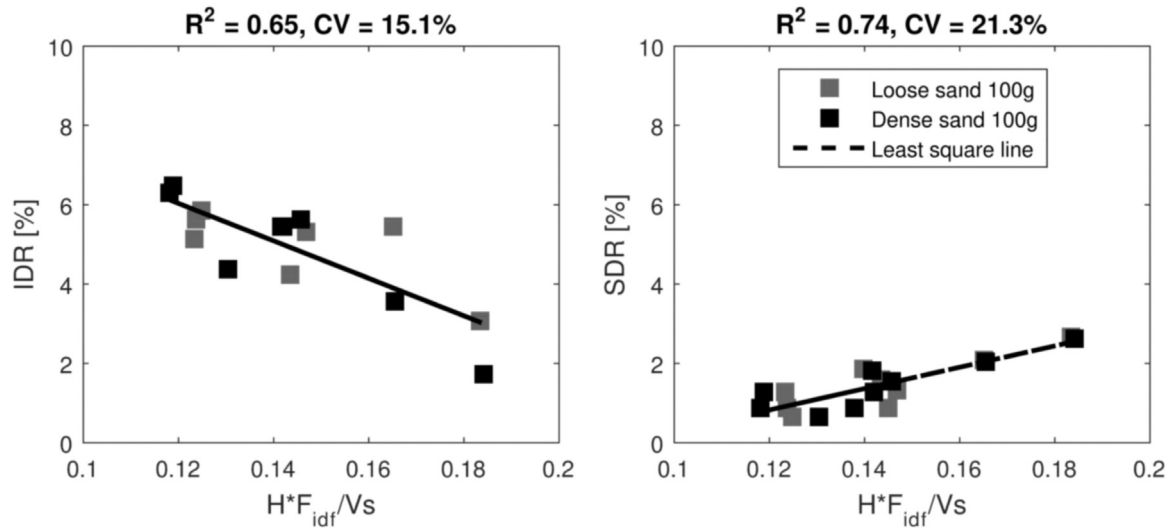 R² = 0.65, CV = 15.1%
10
8
6
4
2
0
IDR [%]
0.1 0.12 0.14 0.16 0.18 0.2
H*F_idf/Vs
R² = 0.74, CV = 21.3%
10
8
6
4
2
0
SDR [%]
Loose sand 100g
Dense sand 100g
Least square line
0.1 0.12 0.14 0.16 0.18 0.2
H*F_idf/Vs